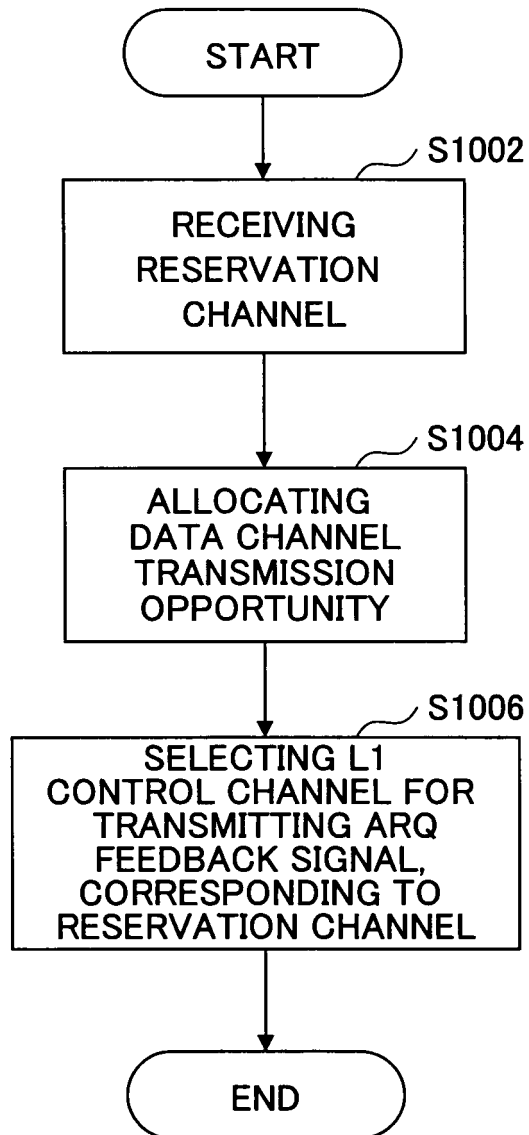 START
S1002
RECEIVING
RESERVATION
CHANNEL
S1004
ALLOCATING
DATA CHANNEL
TRANSMISSION
OPPORTUNITY
S1006
SELECTING L1
CONTROL CHANNEL FOR
TRANSMITTING ARQ
FEEDBACK SIGNAL,
CORRESPONDING TO
RESERVATION CHANNEL
END